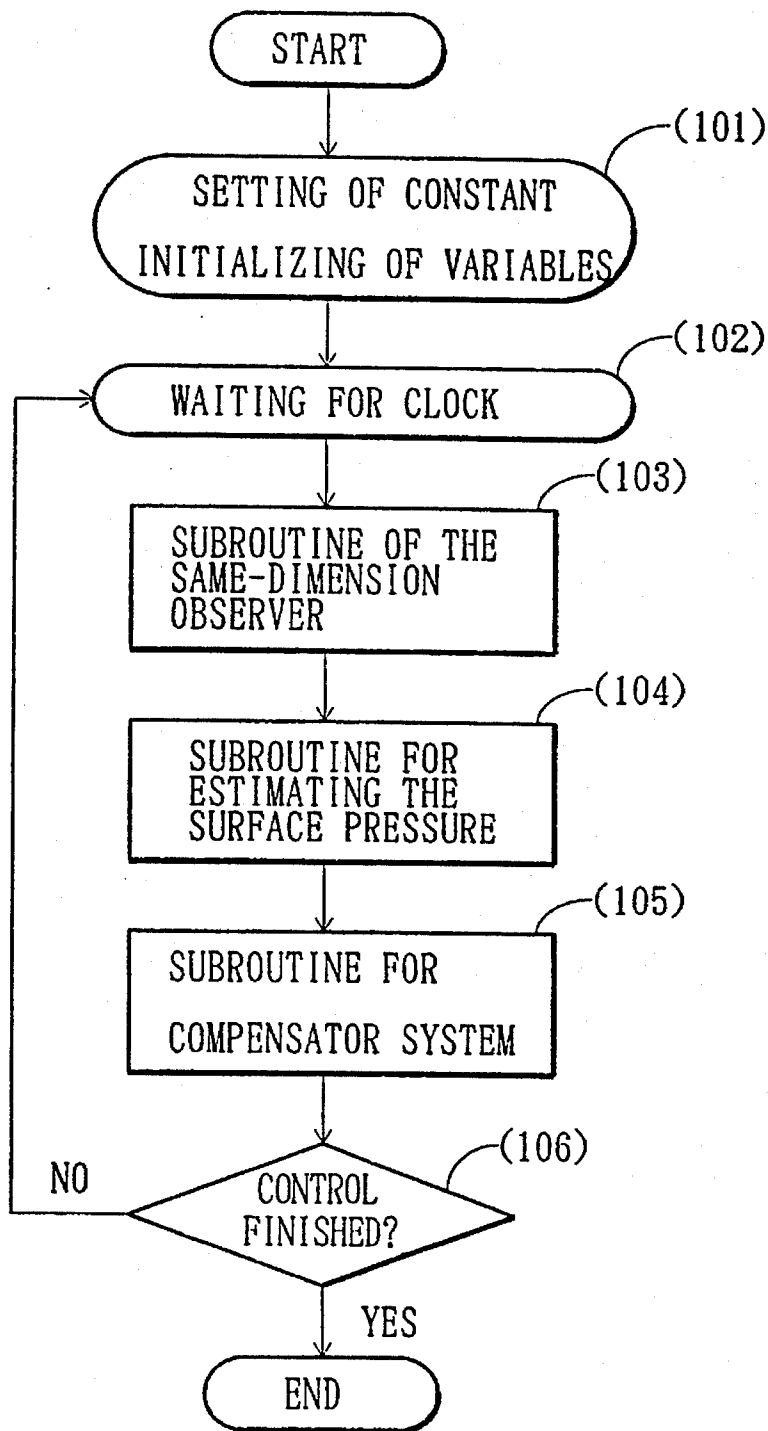 START
(101)
SETTING OF CONSTANT
INITIALIZING OF VARIABLES
(102)
WAITING FOR CLOCK
(103)
SUBROUTINE OF THE
SAME-DIMENSION
OBSERVER
(104)
SUBROUTINE FOR
ESTIMATING THE
SURFACE PRESSURE
(105)
SUBROUTINE FOR
COMPENSATOR SYSTEM
(106)
NO
CONTROL
FINISHED?
YES
END